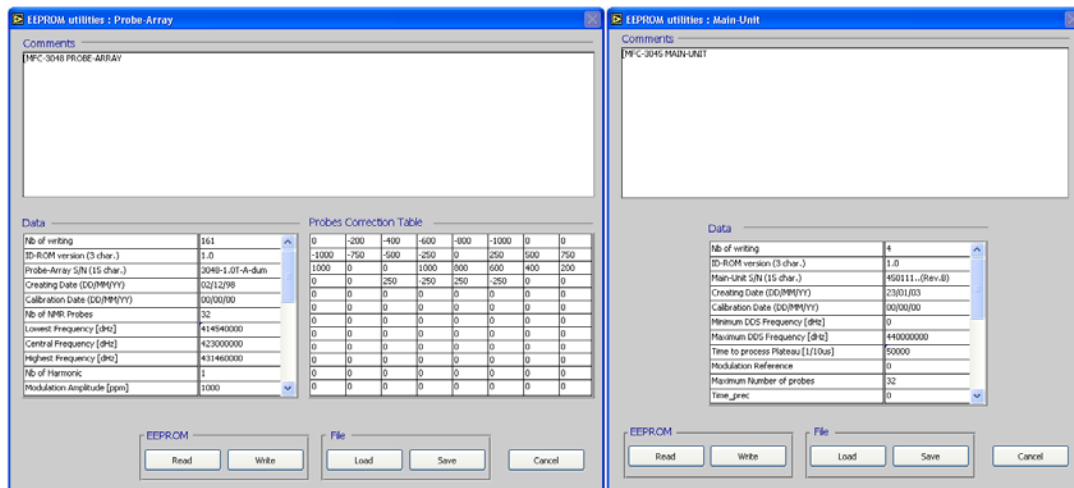 EEPROM utilities : Probe-Array
Comments
[MFC-3048 PROBE-ARRAY
Data
Nb of writing 161
ID-ROM version (3 char.) 1.0
Probe-Array S/N (15 char.) 3048-1.0T-A-dum
Creating Date (DD/MM/YY) 02/12/98
Calibration Date (DD/MM/YY) 00/00/00
Nb of NMR Probes 32
Lowest Frequency [dHz] 414540000
Central Frequency [dHz] 423000000
Highest Frequency [dHz] 431460000
Nb of Harmonic 1
Modulation Amplitude [ppm] 1000
Probes Correction Table
0 -200 -400 -600 -800 -1000 0 0
-1000 -750 -500 -250 0 250 500 750
1000 0 0 1000 800 600 400 200
0 0 250 -250 250 -250 0 0
0 0 0 0 0 0 0 0
0 0 0 0 0 0 0 0
0 0 0 0 0 0 0 0
0 0 0 0 0 0 0 0
0 0 0 0 0 0 0 0
0 0 0 0 0 0 0 0
0 0 0 0 0 0 0 0
0 0 0 0 0 0 0 0
EEPROM
Read Write
File
Load Save
Cancel
EEPROM utilities : Main-Unit
Comments
[MFC-3045 MAIN-UNIT
Data
Nb of writing 4
ID-ROM version (3 char.) 1.0
Main-Unit S/N (15 char.) 450111..(Rev.B)
Creating Date (DD/MM/YY) 23/01/03
Calibration Date (DD/MM/YY) 00/00/00
Minimum DDS Frequency [dHz] 0
Maximum DDS Frequency [dHz] 440000000
Time to process Plateau [1/10us] 50000
Modulation Reference 0
Maximum Number of probes 32
Time_prec 0
EEPROM
Read Write
File
Load Save
Cancel